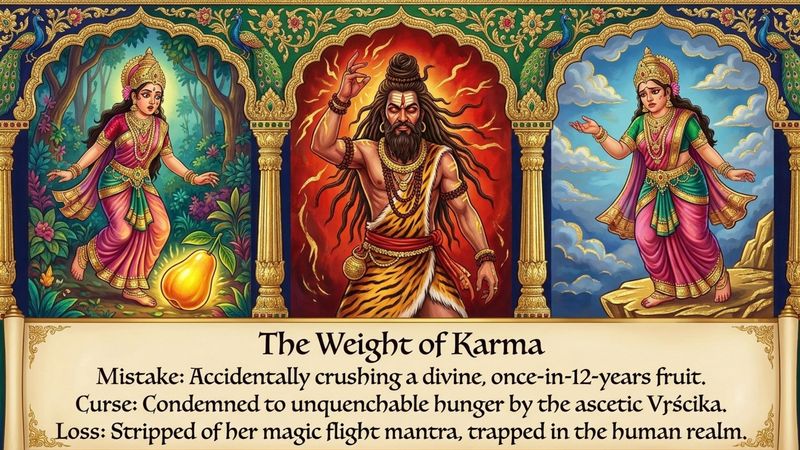 The Weight of Karma
Mistake: Accidentally crushing a divine, once-in-12-years fruit.
Curse: Condemned to unquenchable hunger by the ascetic Vṛścika.
Loss: Stripped of her magic flight mantra, trapped in the human realm.